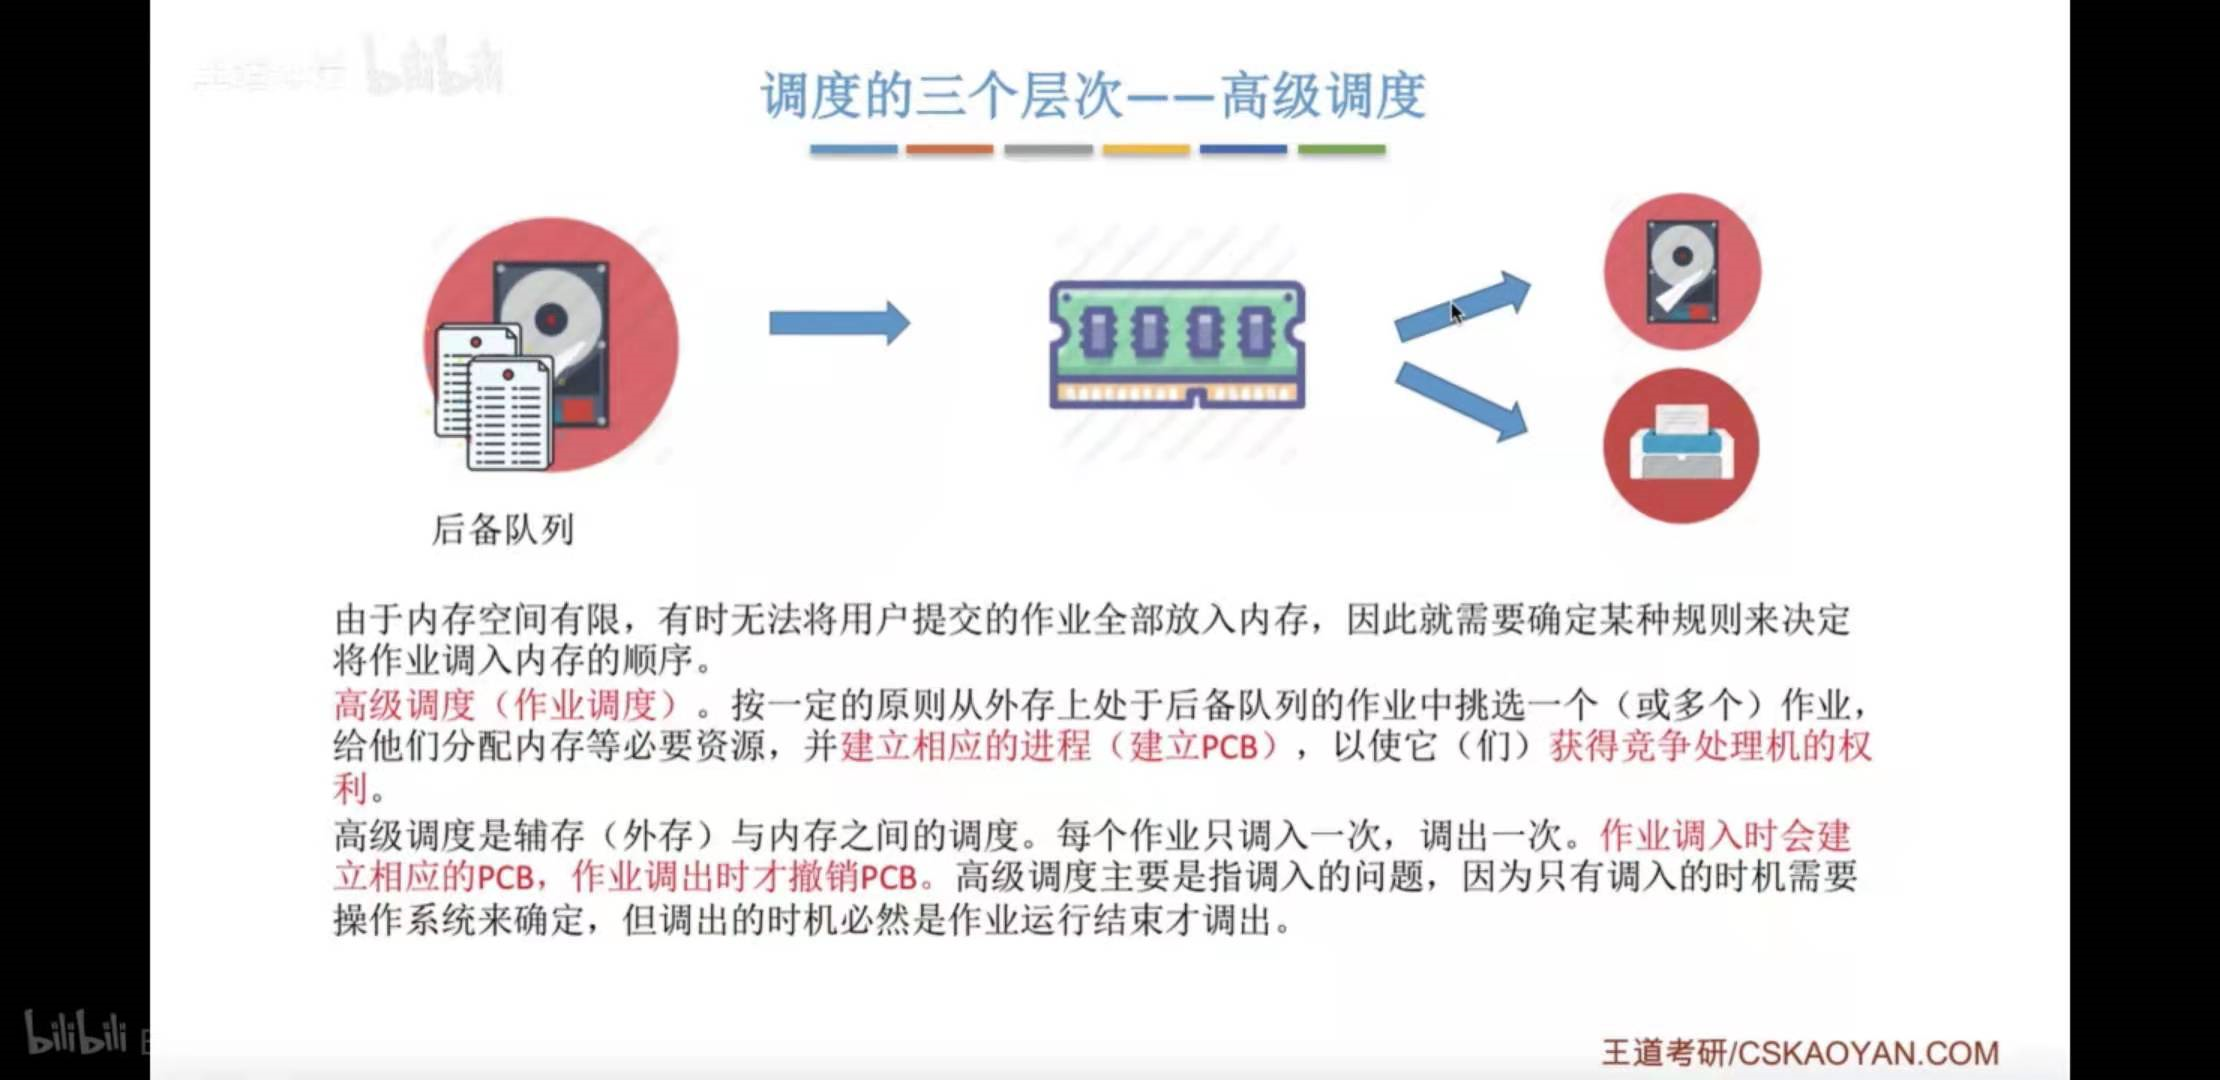 bilibili
调度的三个层次——高级调度
后备队列
由于内存空间有限，有时无法将用户提交的作业全部放入内存，因此就需要确定某种规则来决定
将作业调入内存的顺序。
高级调度（作业调度）。按一定的原则从外存上处于后备队列的作业中挑选一个（或多个）作业，
给他们分配内存等必要资源，并建立相应的进程（建立PCB），以使它（们）获得竞争处理机的权
利。
高级调度是辅存（外存）与内存之间的调度。每个作业只调入一次，调出一次。作业调入时会建
立相应的PCB，作业调出时才撤销PCB。高级调度主要是指调入的问题，因为只有调入的时机需要
操作系统来确定，但调出的时机必然是作业运行结束才调出。
bilibili
王道考研/CSKAOYAN.COM